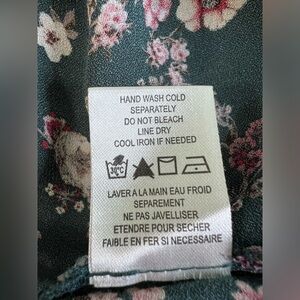 HAND WASH COLD
SEPARATELY
DO NOT BLEACH
LINE DRY
COOL IRON IF NEEDED
30°C
LAVER A LA MAIN EAU FROID
SEPAREMENT
NE PAS JAVELLISER
ETENDRE POUR SECHER
FAIBLE EN FER SI NECESSAIRE